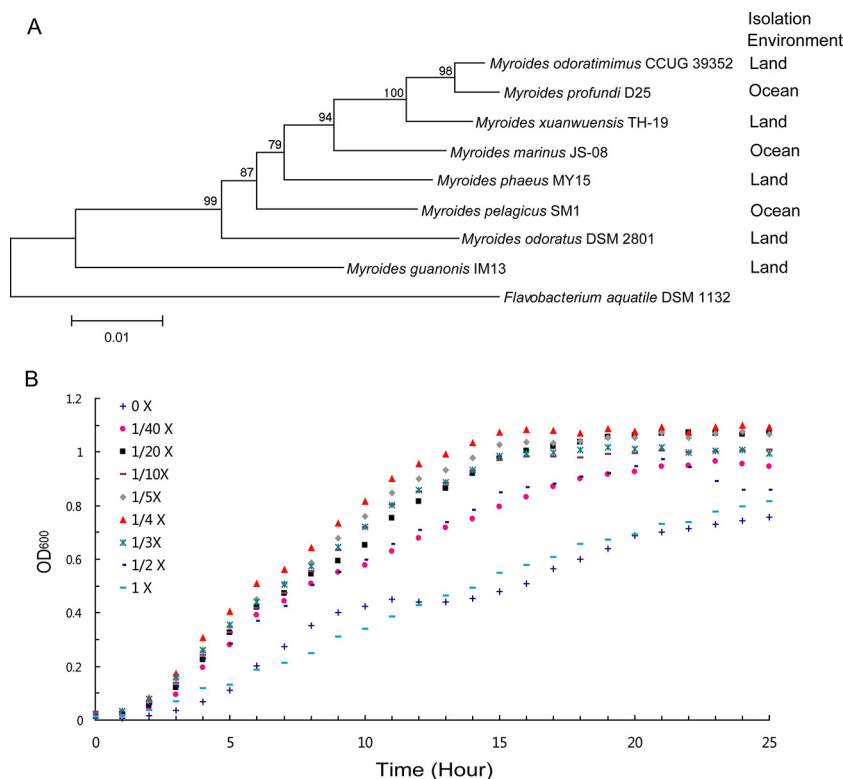 A
Isolation
Environment
98
Myroides odoratimimus CCUG 39352
Land
100
Myroides profundi D25
Ocean
94
Myroides xuanwuensis TH-19
Land
79
Myroides marinus JS-08
Ocean
87
Myroides phaeus MY15
Land
99
Myroides pelagicus SM1
Ocean
Myroides odoratus DSM 2801
Land
Myroides guanonis IM13
Land
Flavobacterium aquatile DSM 1132
0.01
B
1.2
1
0.8
0.6
0.4
0.2
0
OD600
0 X
1/40 X
1/20 X
1/10X
1/5X
1/4 X
1/3X
1/2 X
1 X
0
5
10
15
20
25
Time (Hour)